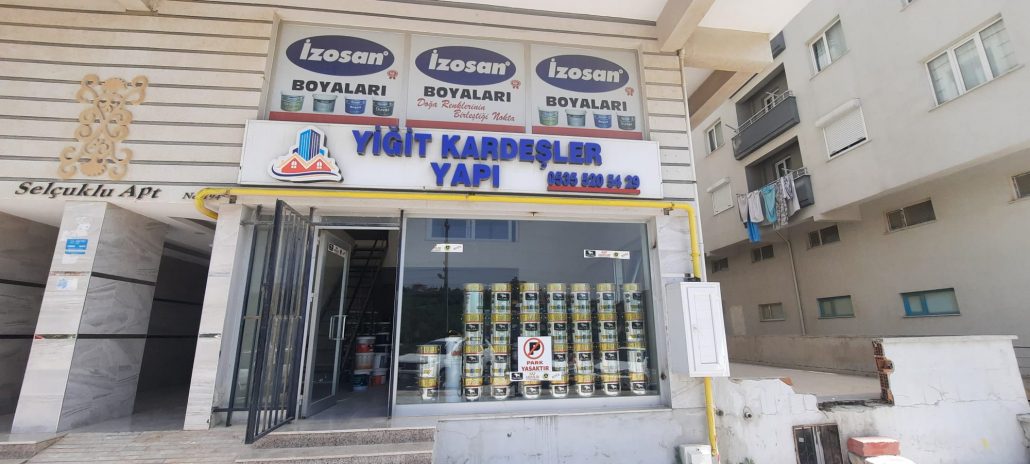 İzosan
BOYALARI
İzosan
BOYALARI
Doğa Renklerinin
Birleştiği Nokta
İzosan
BOYALARI
YİĞİT KARDEŞLER
YAPI
0535 520 54 29
Selçuklu Apt
P
PARK
YASAKTIR